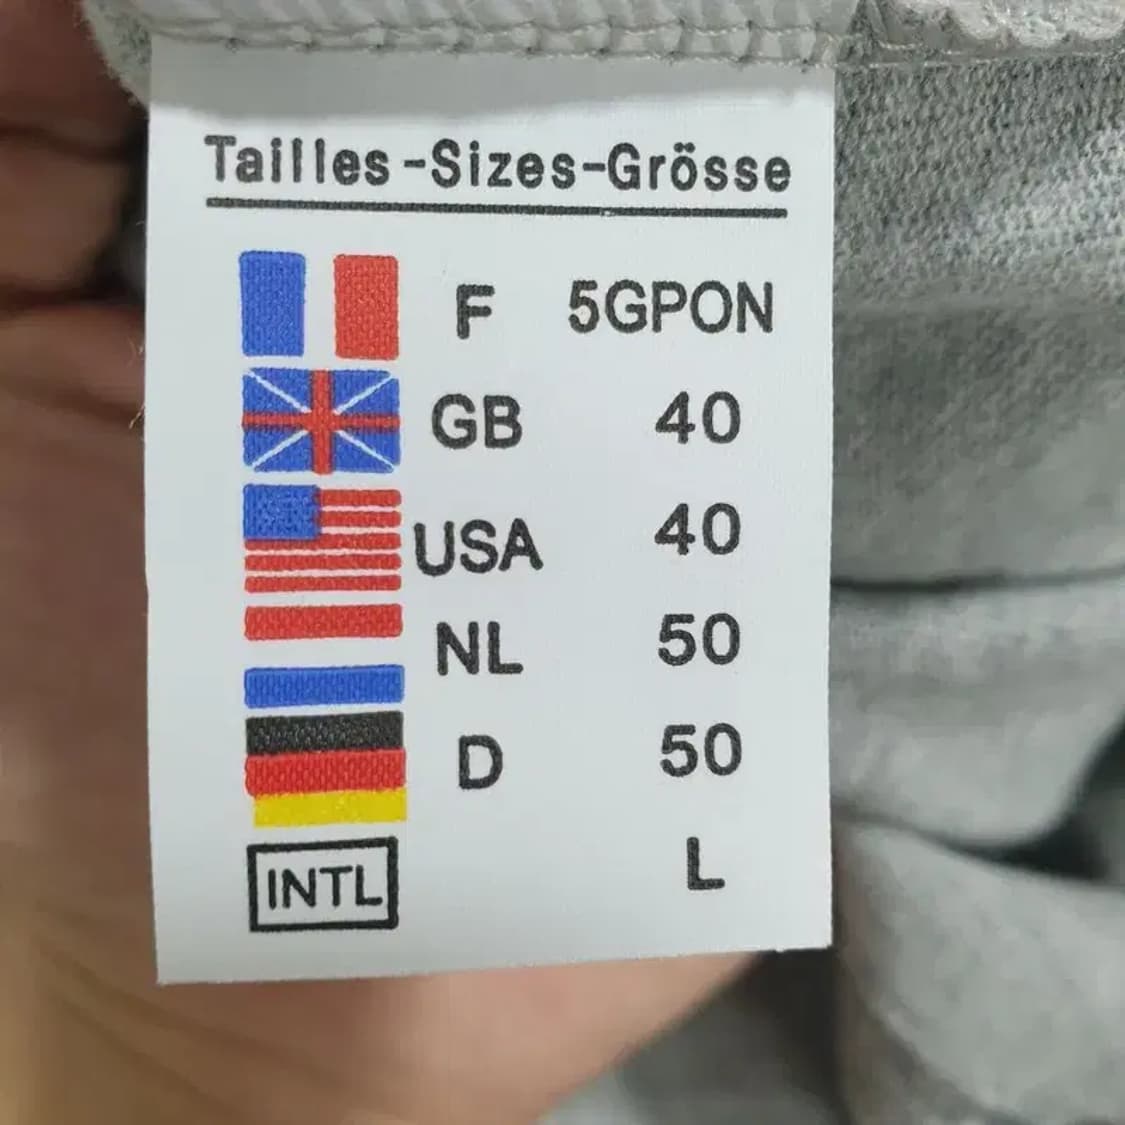 Tailles-Sizes-Grösse
F 5GPON
GB 40
USA 40
NL 50
D 50
INTL L